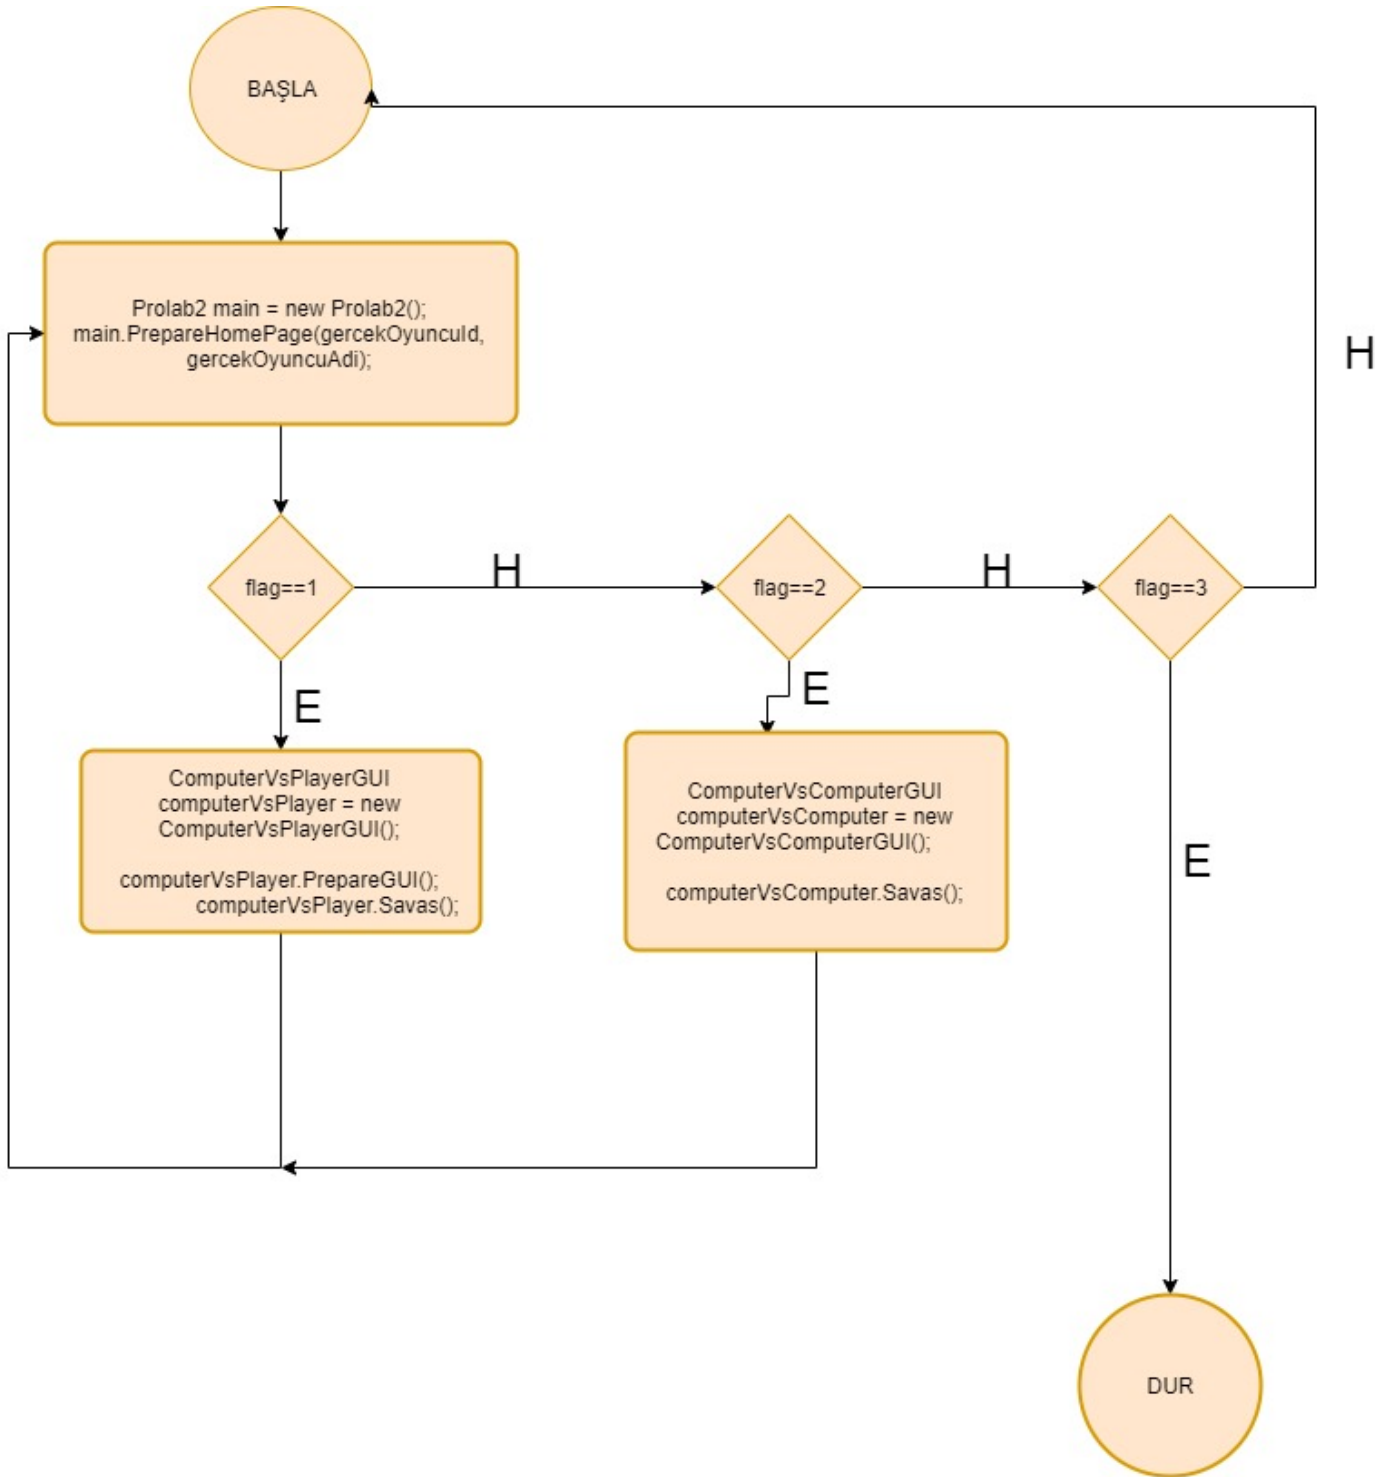 BAŞLA
Prolab2 main = new Prolab2();
main.PrepareHomePage(gercekOyuncuId,
gercekOyuncuAdi);
H
flag==1
H
flag==2
H
flag==3
E
E
ComputerVsPlayerGUI
computerVsPlayer = new
ComputerVsPlayerGUI();
computerVsPlayer.PrepareGUI();
computerVsPlayer.Savas();
ComputerVsComputerGUI
computerVsComputer = new
ComputerVsComputerGUI();
computerVsComputer.Savas();
E
DUR